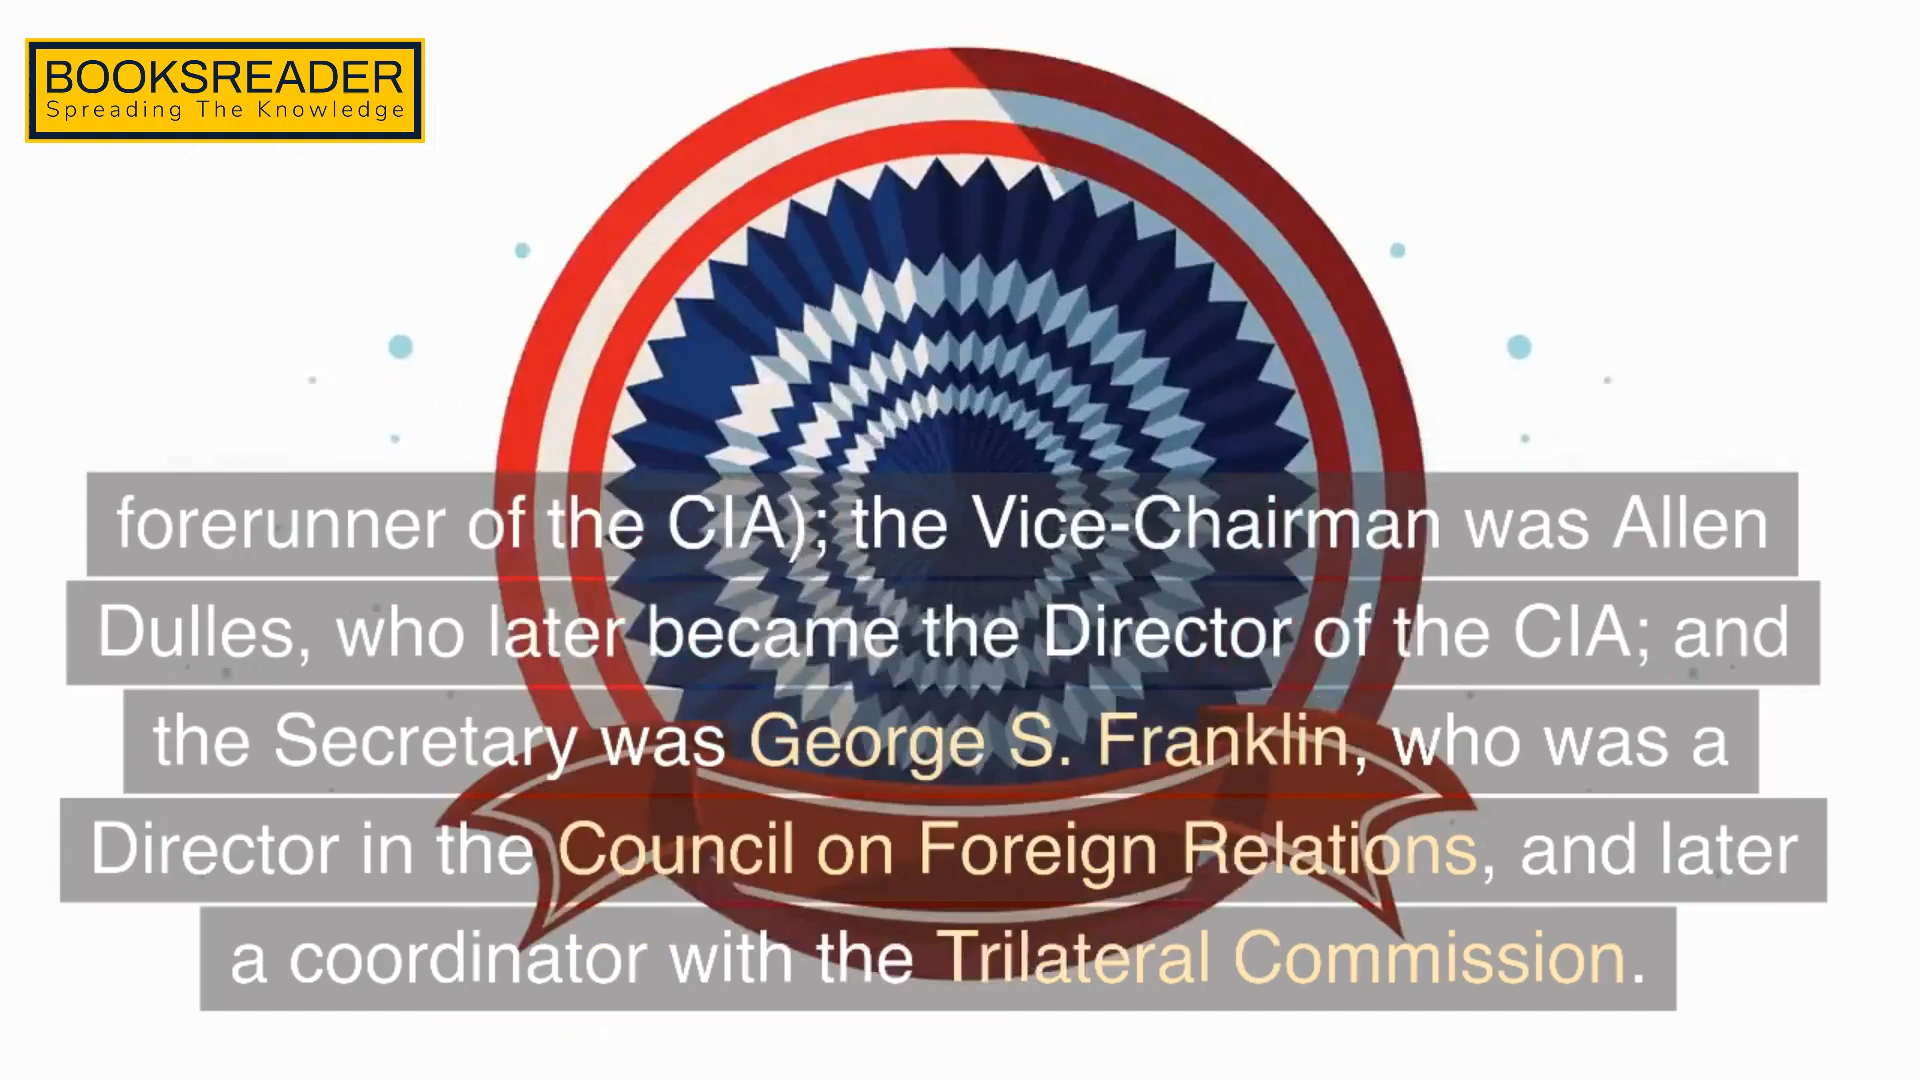 BOOKSREADER
Spreading The Knowledge
forerunner of the CIA); the Vice-Chairman was Allen
Dulles, who later became the Director of the CIA; and
the Secretary was George S. Franklin, who was a
Director in the Council on Foreign Relations, and later
a coordinator with the Trilateral Commission.